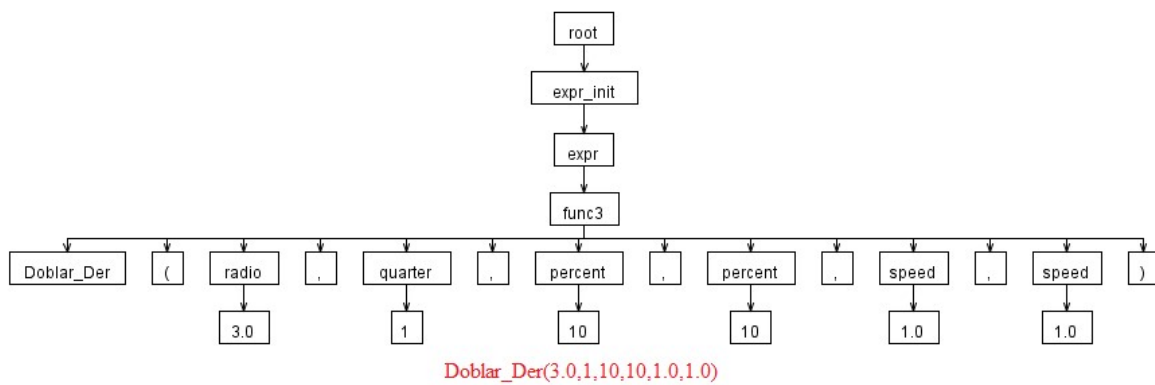 root
expr_init
expr
func3
Doblar_Der ( radio , quarter , percent , percent , speed , speed )
3.0 1 10 10 1.0 1.0
Doblar_Der(3.0,1,10,10,1.0,1.0)